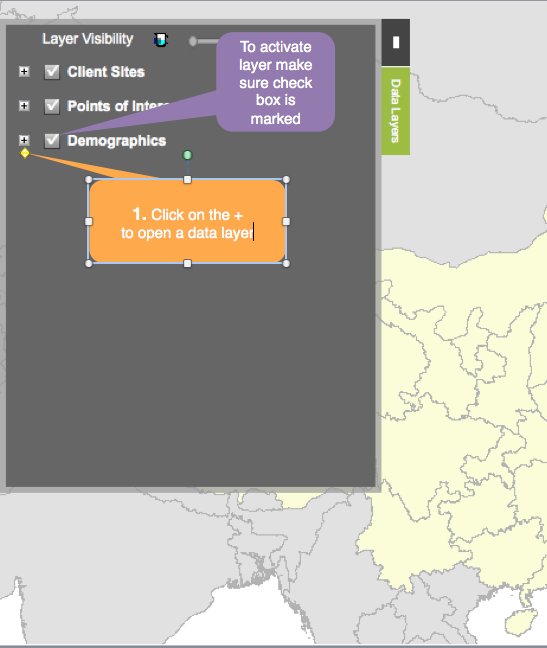 Layer Visibility
To activate
layer make
sure check
box is
marked
Client Sites
Points of
Demographics
Data Layers
1. Click on the +
to open a data layer